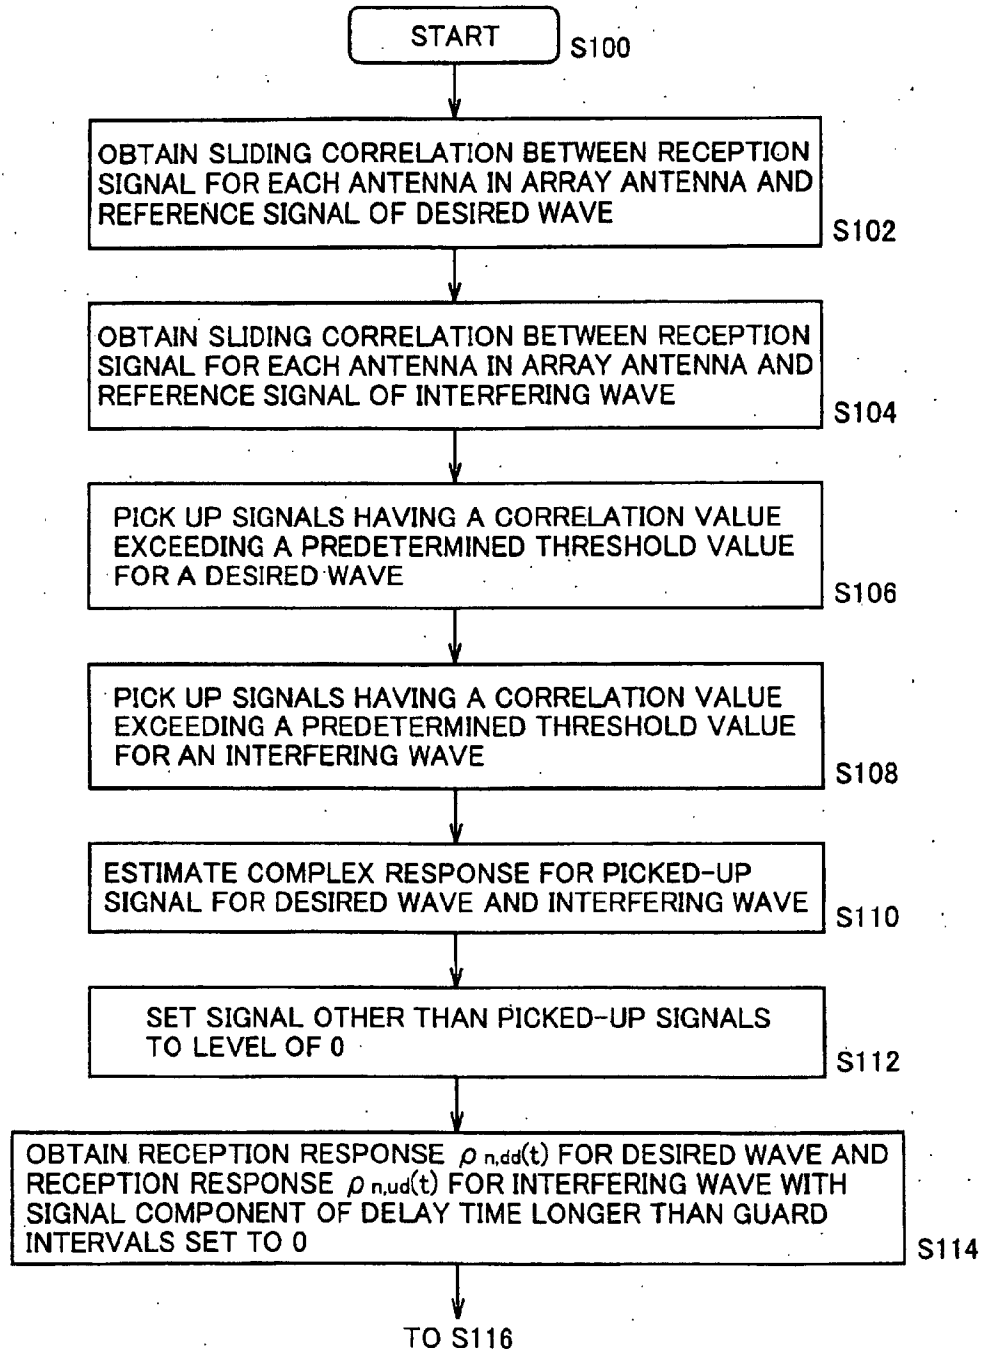 START
S100
OBTAIN SLIDING CORRELATION BETWEEN RECEPTION
SIGNAL FOR EACH ANTENNA IN ARRAY ANTENNA AND
REFERENCE SIGNAL OF DESIRED WAVE
S102
OBTAIN SLIDING CORRELATION BETWEEN RECEPTION
SIGNAL FOR EACH ANTENNA IN ARRAY ANTENNA AND
REFERENCE SIGNAL OF INTERFERING WAVE
S104
PICK UP SIGNALS HAVING A CORRELATION VALUE
EXCEEDING A PREDETERMINED THRESHOLD VALUE
FOR A DESIRED WAVE
S106
PICK UP SIGNALS HAVING A CORRELATION VALUE
EXCEEDING A PREDETERMINED THRESHOLD VALUE
FOR AN INTERFERING WAVE
S108
ESTIMATE COMPLEX RESPONSE FOR PICKED-UP
SIGNAL FOR DESIRED WAVE AND INTERFERING WAVE
S110
SET SIGNAL OTHER THAN PICKED-UP SIGNALS
TO LEVEL OF 0
S112
OBTAIN RECEPTION RESPONSE ρ n,dd(t) FOR DESIRED WAVE AND
RECEPTION RESPONSE ρ n,ud(t) FOR INTERFERING WAVE WITH
SIGNAL COMPONENT OF DELAY TIME LONGER THAN GUARD
INTERVALS SET TO 0
S114
TO S116